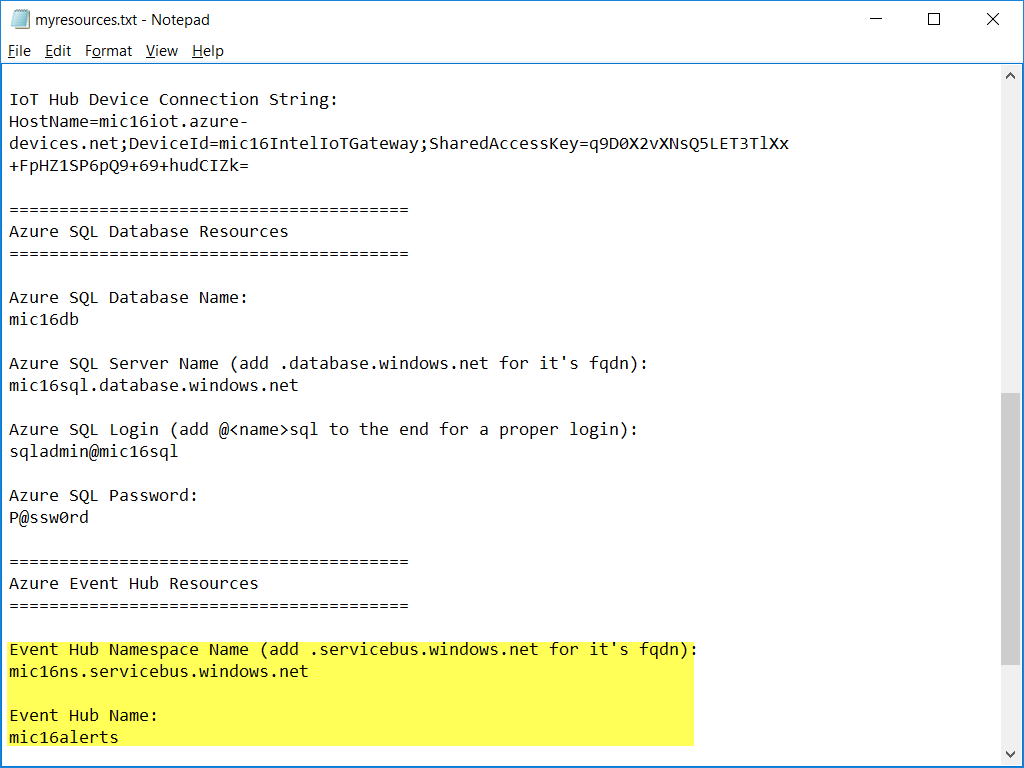 myresources.txt - Notepad
File Edit Format View Help
IoT Hub Device Connection String:
HostName=mic16iot.azure-
devices.net;DeviceId=mic16IntelIoTGateway;SharedAccessKey=q9D0X2vXNsQ5LET3TlXx
+FpHZ1SP6pQ9+69+hudCIZk=
========================================
Azure SQL Database Resources
========================================
Azure SQL Database Name:
mic16db
Azure SQL Server Name (add .database.windows.net for it's fqdn):
mic16sql.database.windows.net
Azure SQL Login (add @<name>sql to the end for a proper login):
sqladmin@mic16sql
Azure SQL Password:
P@ssw0rd
========================================
Azure Event Hub Resources
========================================
Event Hub Namespace Name (add .servicebus.windows.net for it's fqdn):
mic16ns.servicebus.windows.net
Event Hub Name:
mic16alerts